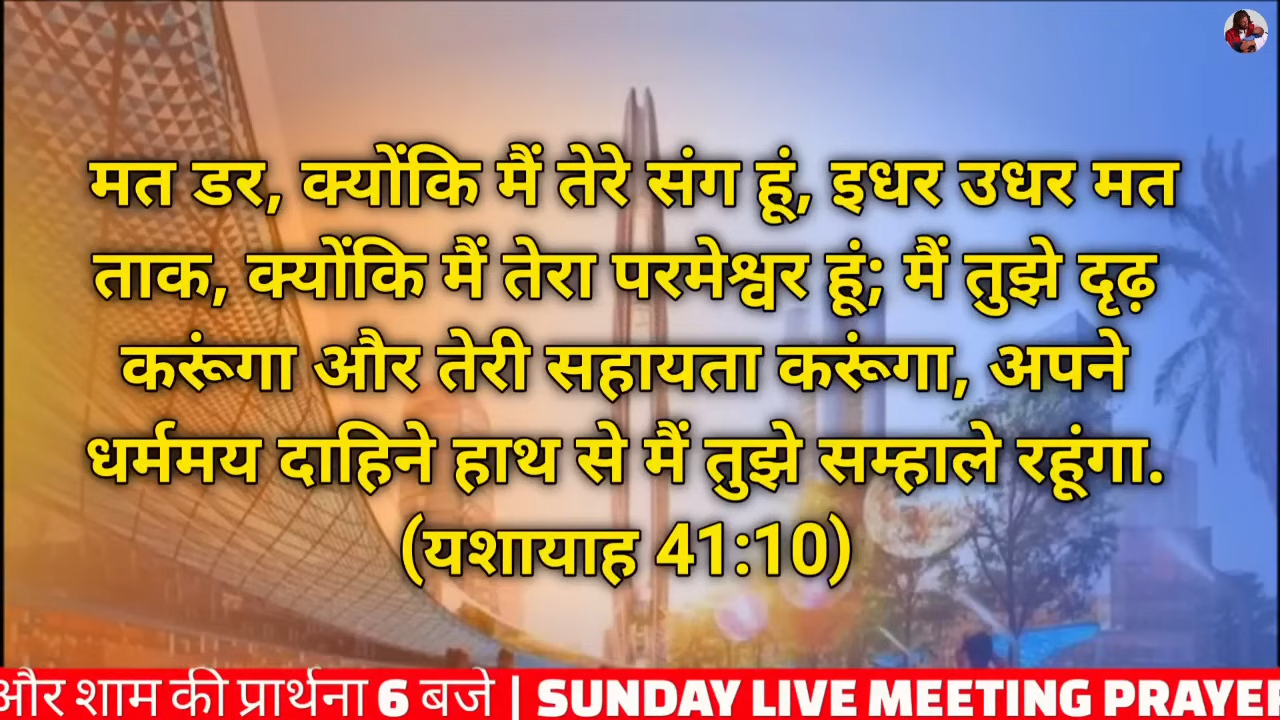 मत डर, क्योंकि मैं तेरे संग हूं, इधर उधर मत
ताक, क्योंकि मैं तेरा परमेश्वर हूं; मैं तुझे दृढ़
करूंगा और तेरी सहायता करूंगा, अपने
धर्ममय दाहिने हाथ से मैं तुझे सम्हाले रहूंगा.
(यशायाह 41:10)
और शाम की प्रार्थना 6 बजे | SUNDAY LIVE MEETING PRAYER